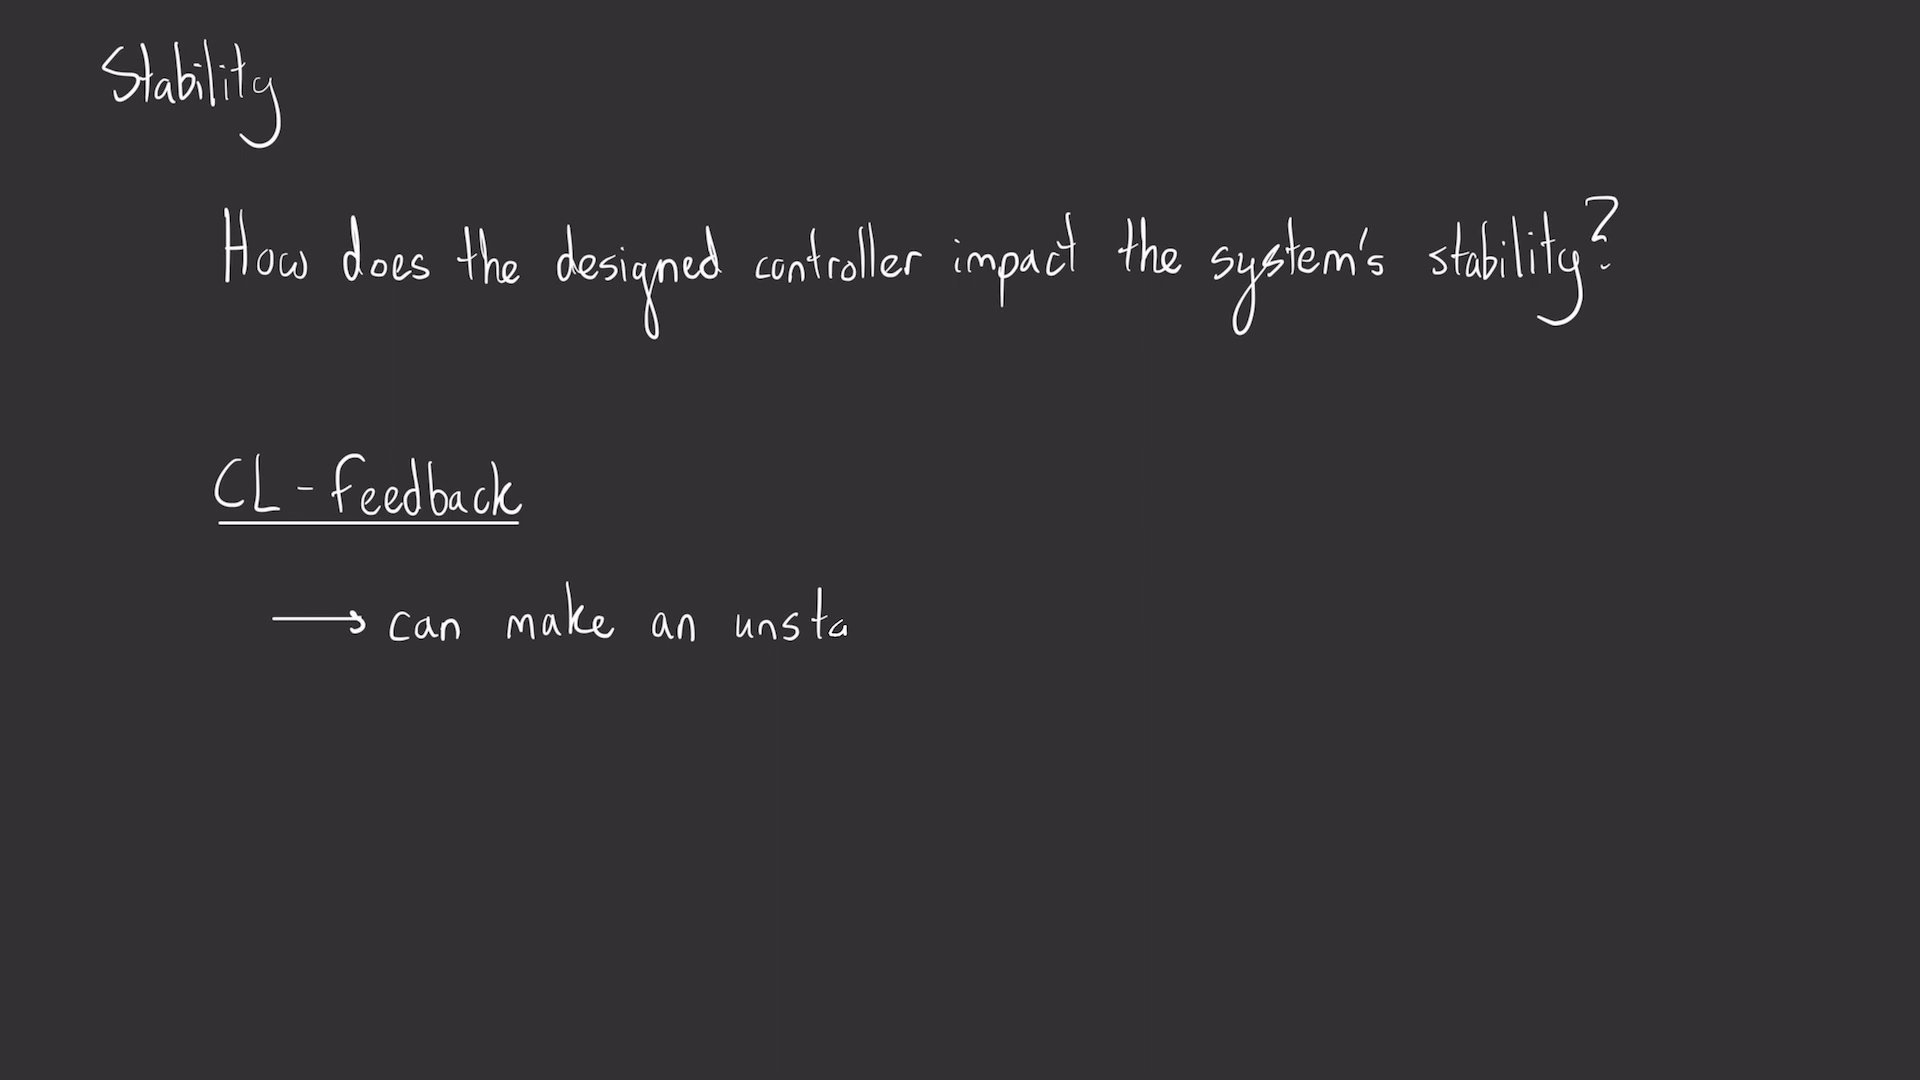 Stability
How does the designed controller impact the system's stability?
CL - feedback
→ can make an unsta